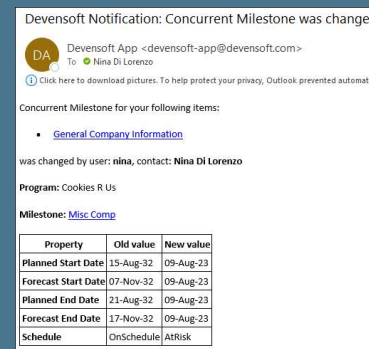 Devensoft Notification: Concurrent Milestone was change
DA
Devensoft App <devensoft-app@devensoft.com>
To Nina Di Lorenzo
Click here to download pictures. To help protect your privacy, Outlook prevented automat
Concurrent Milestone for your following items:
• General Company Information
was changed by user: nina, contact: Nina Di Lorenzo
Program: Cookies R Us
Milestone: Misc Comp
Property Old value New value
Planned Start Date 15-Aug-32 09-Aug-23
Forecast Start Date 07-Nov-32 09-Aug-23
Planned End Date 21-Aug-32 09-Aug-23
Forecast End Date 17-Nov-32 09-Aug-23
Schedule OnSchedule AtRisk